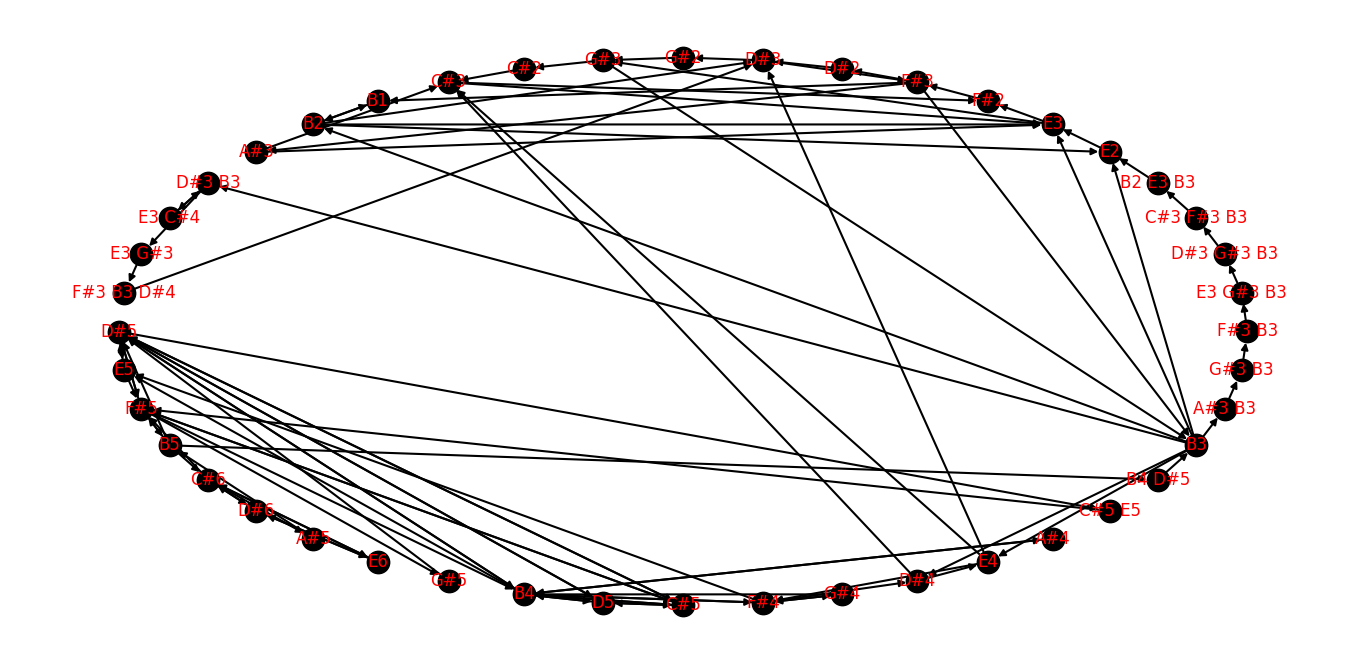 G#3 G#2 D#3
C#2 D#2
C#3 F#3
B1 F#2
B2 E3
A#3 E2
D#3 B3 B2 E3 B3
E3 C#4 C#3 F#3 B3
E3 G#3 D#3 G#3 B3
F#3 B3 D#4 E3 G#3 B3
D#5 F#3 B3
E5 G#3 B3
F#5 A#3 B3
B5 B3
C#6 B4 D#5
D#6 C#5 E5
A#5 A#4
E6 E4
G#5 D#4
B4 G#4
D5 C#5 F#4